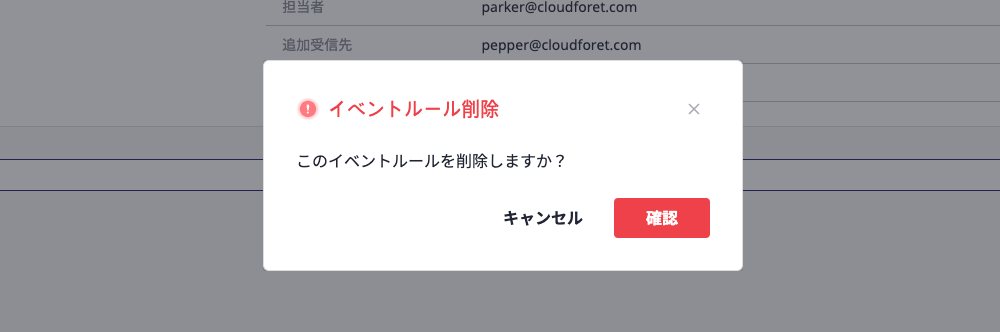 担当者 parker@cloudforet.com
追加受信先 pepper@cloudforet.com
イベントルール削除
このイベントルールを削除しますか？
キャンセル 確認